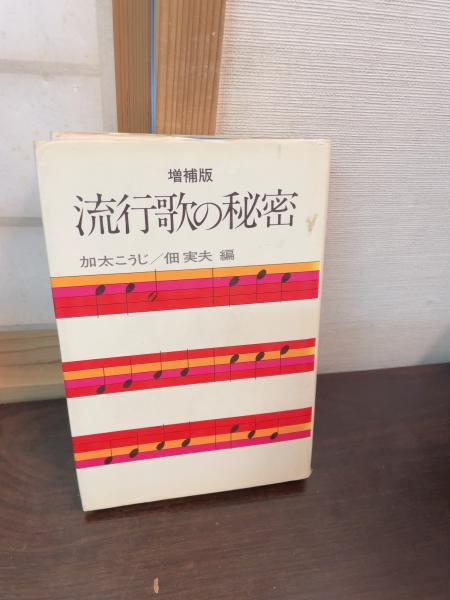 増補版
流行歌の秘密
加太こうじ/佃 実夫 編